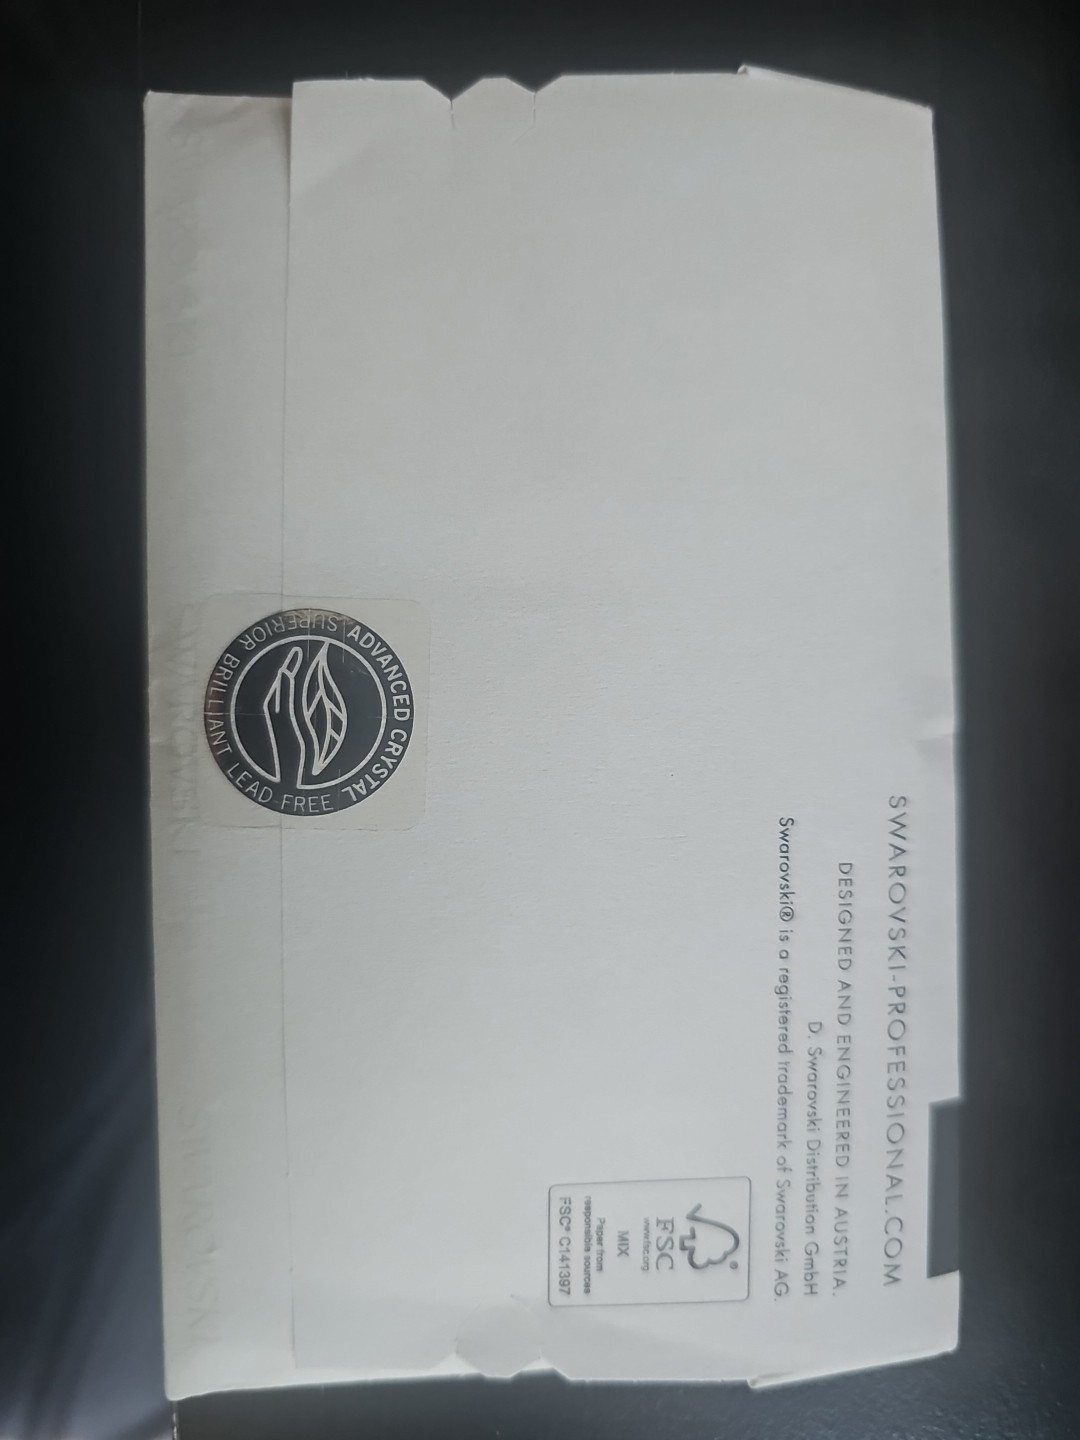 SWAROVSKI-PROFESSIONAL.COM
DESIGNED AND ENGINEERED IN AUSTRIA.
D. Swarovski Distribution GmbH
Swarovski® is a registered trademark of Swarovski AG.
FSC
www.fsc.org
MIX
Paper from
responsible sources
FSC® C141397
ADVANCED CRYSTAL
SUPERIOR BRILLIANT LEAD-FREE
SWAROVSKI